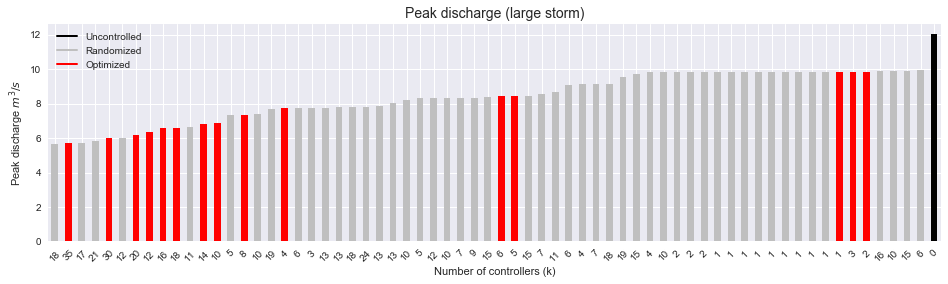 Peak discharge (large storm)
Uncontrolled
Randomized
Optimized
Peak discharge m³/s
12
10
8
6
4
2
0
18 35 17 21 30 12 20 12 16 18 11 14 10 5 8 10 19 4 6 3 13 13 18 24 13 13 10 5 12 10 7 9 15 6 5 15 7 11 6 4 7 18 19 15 4 10 2 2 2 1 1 1 1 1 1 1 1 1 1 3 2 16 10 15 6 0
Number of controllers (k)